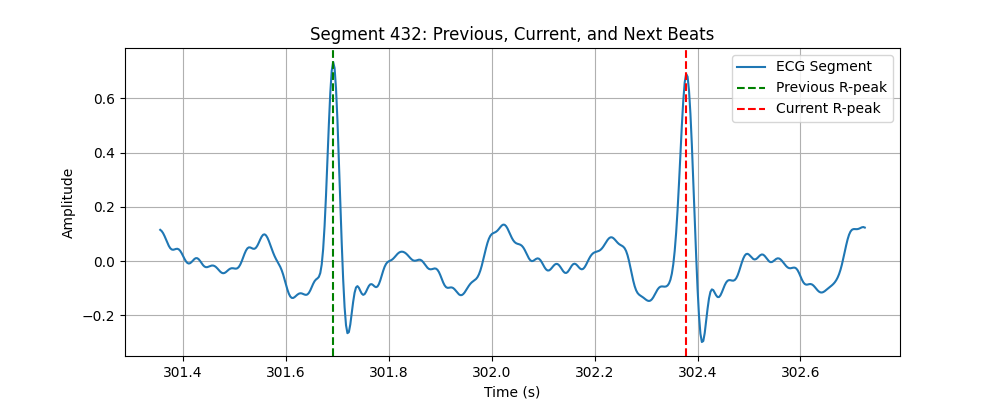 Segment 432: Previous, Current, and Next Beats
ECG Segment
Previous R-peak
Current R-peak
Amplitude
0.6
0.4
0.2
0.0
−0.2
301.4 301.6 301.8 302.0 302.2 302.4 302.6
Time (s)